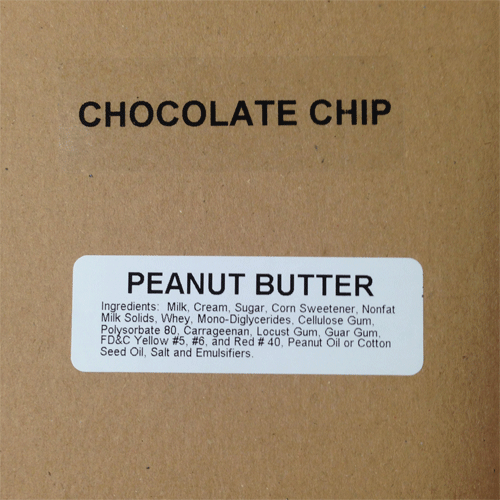 CHOCOLATE CHIP
PEANUT BUTTER
Ingredients: Milk, Cream, Sugar, Corn Sweetener, Nonfat
Milk Solids, Whey, Mono-Diglycerides, Cellulose Gum,
Polysorbate 80, Carrageenan, Locust Gum, Guar Gum,
FD&C Yellow #5, #6, and Red # 40, Peanut Oil or Cotton
Seed Oil, Salt and Emulsifiers.